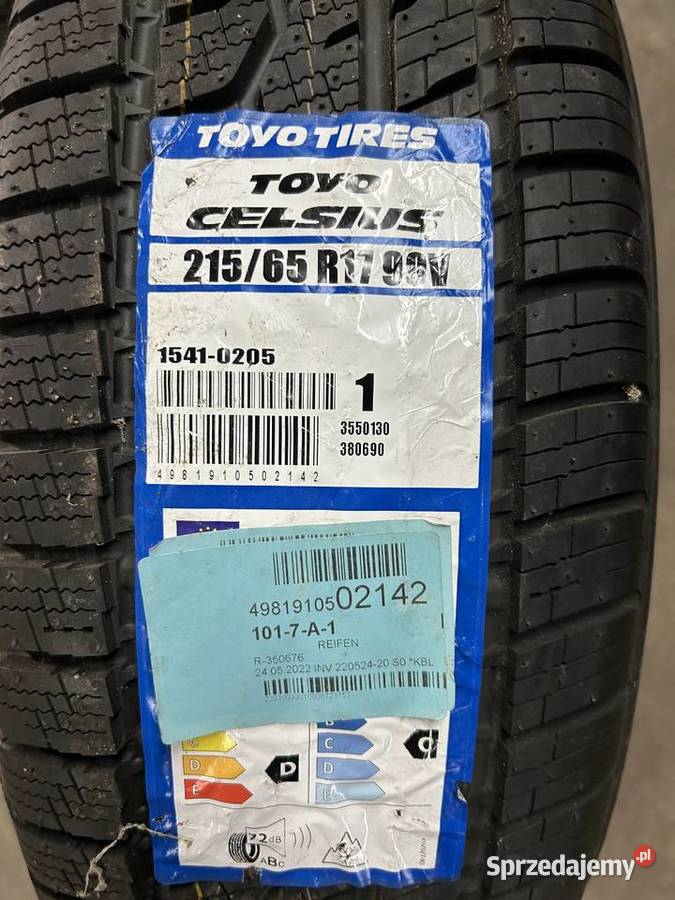 TOYO TIRES
TOYO
CELSIUS
215/65 R17 99V
1541-0205
1
3550130
380690
4981910502142
4981910502142
101-7-A-1
REIFEN
R-350676
24.05.2022 INV 220524-20 S0 *KBL
C
D
E
D
B
C
D
E
C
72dB
ABC
Sprzedajemy.pl